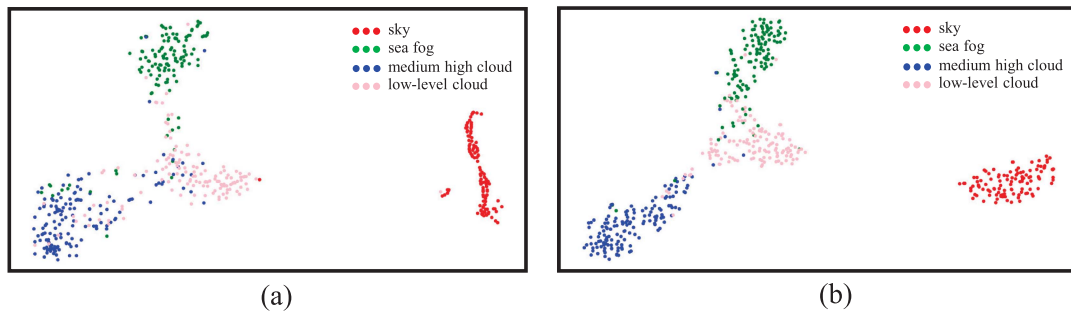 sky
sea fog
medium high cloud
low-level cloud
(a)
sky
sea fog
medium high cloud
low-level cloud
(b)